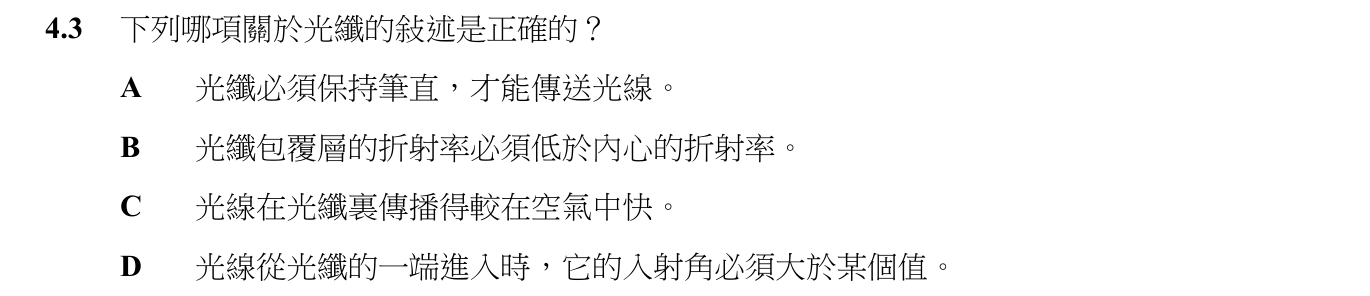 4.3 下列哪項關於光纖的敍述是正確的？
A 光纖必須保持筆直，才能傳送光線。
B 光纖包覆層的折射率必須低於內心的折射率。
C 光線在光纖裏傳播得較在空氣中快。
D 光線從光纖的一端進入時，它的入射角必須大於某個值。